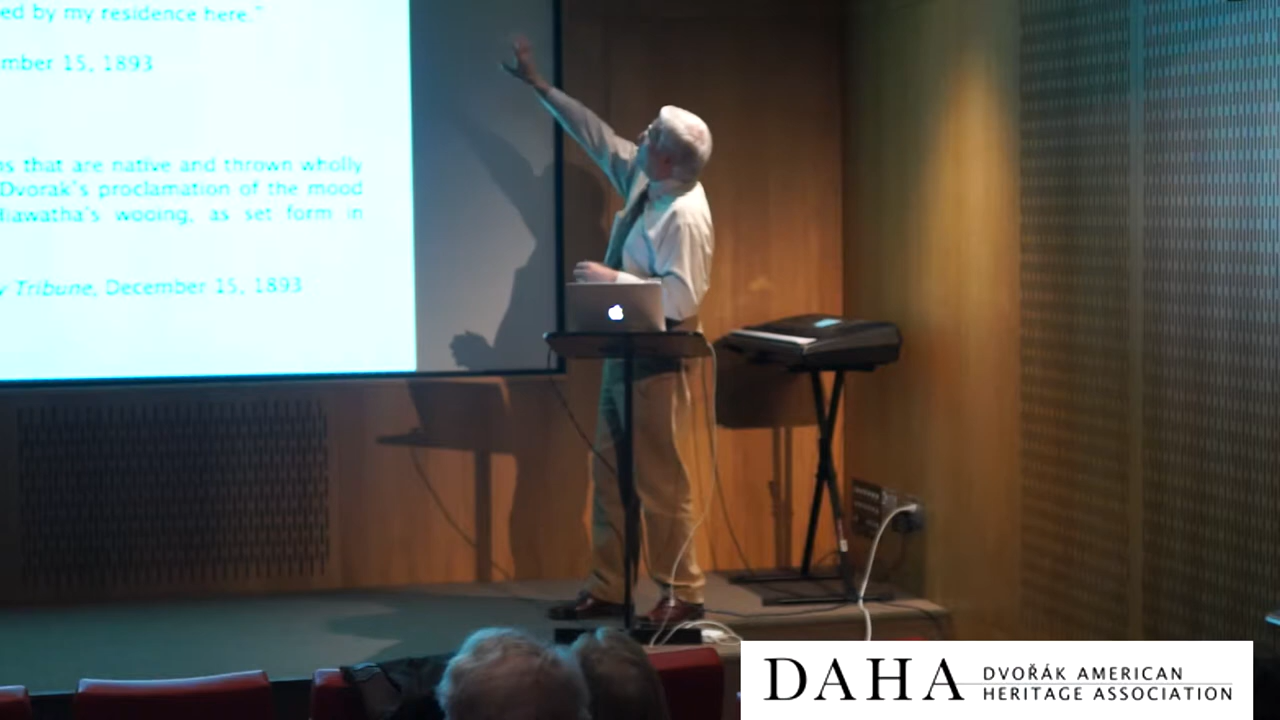 ed by my residence here."
mber 15, 1893
s that are native and thrown wholly
Dvorak's proclamation of the mood
Hiawatha's wooing, as set form in
Tribune, December 15, 1893
DAHA
DVOŘÁK AMERICAN
HERITAGE ASSOCIATION